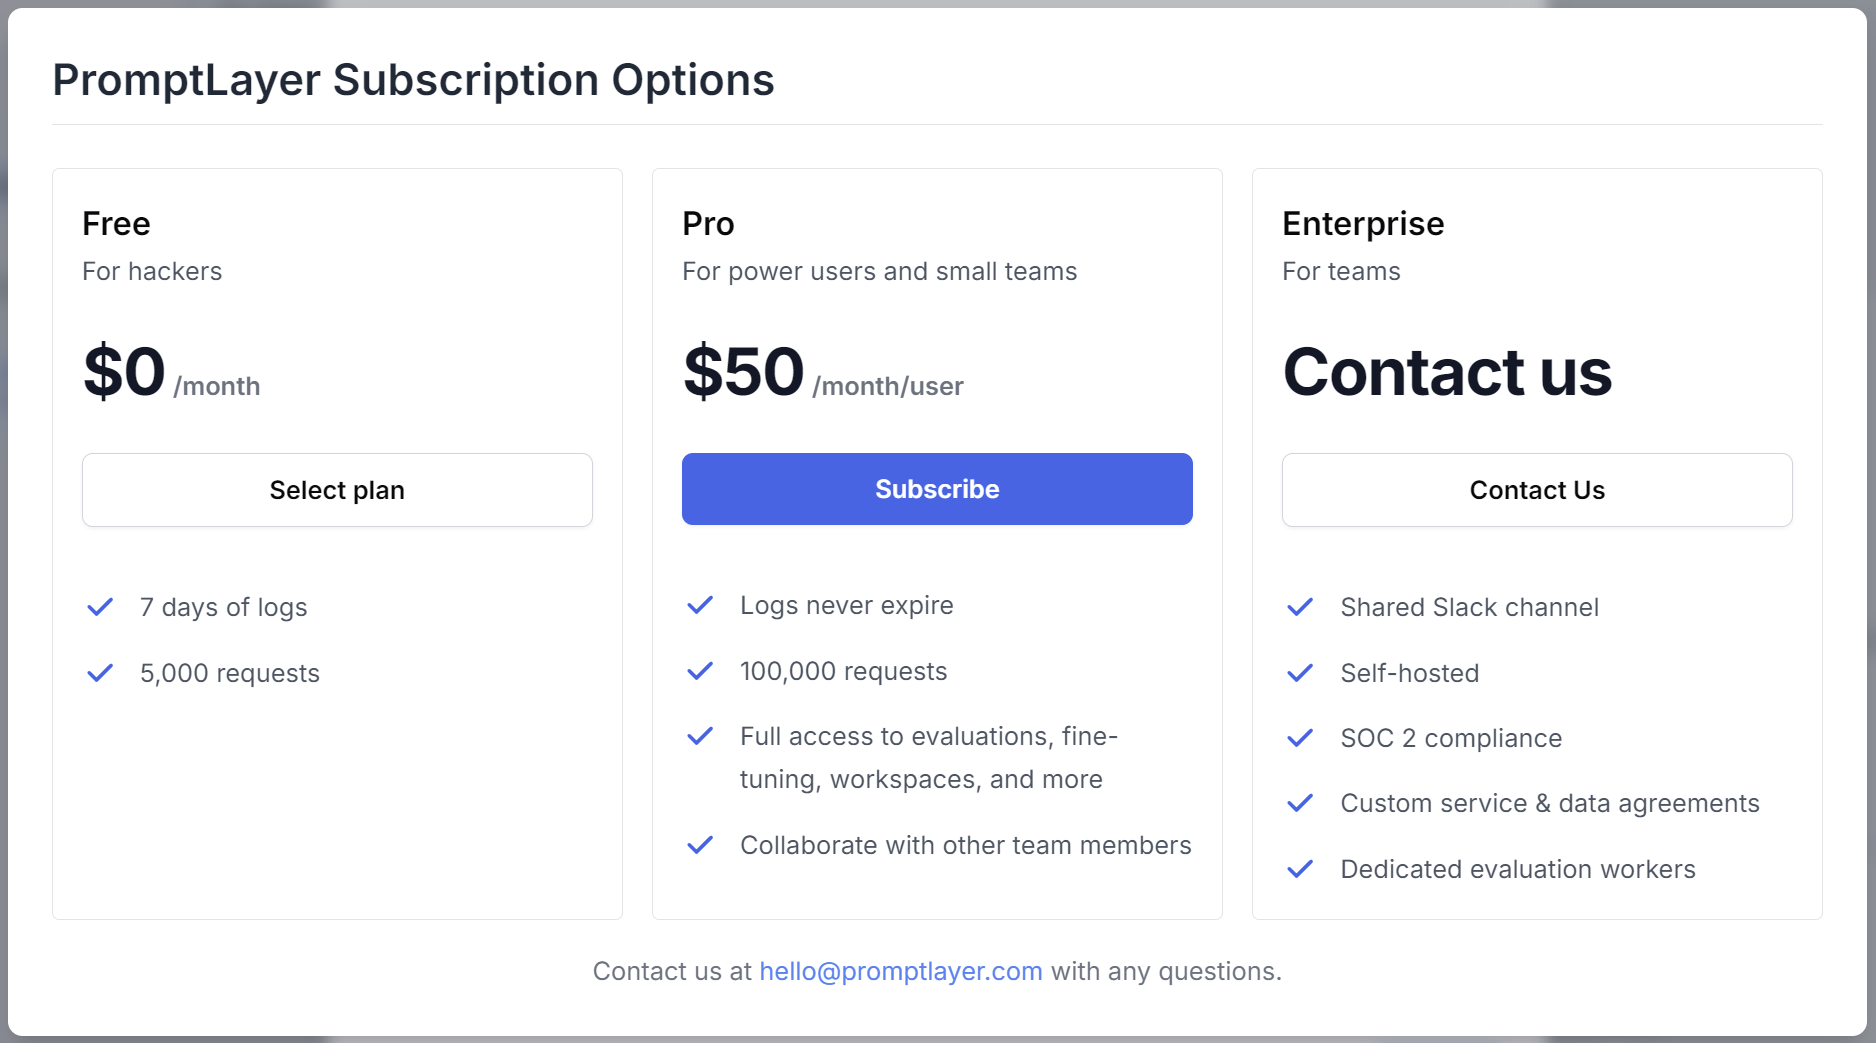 PromptLayer Subscription Options
Free
For hackers
$0 /month
Select plan
7 days of logs
5,000 requests
Pro
For power users and small teams
$50 /month/user
Subscribe
Logs never expire
100,000 requests
Full access to evaluations, fine-
tuning, workspaces, and more
Collaborate with other team members
Enterprise
For teams
Contact us
Contact Us
Shared Slack channel
Self-hosted
SOC 2 compliance
Custom service & data agreements
Dedicated evaluation workers
Contact us at hello@promptlayer.com with any questions.